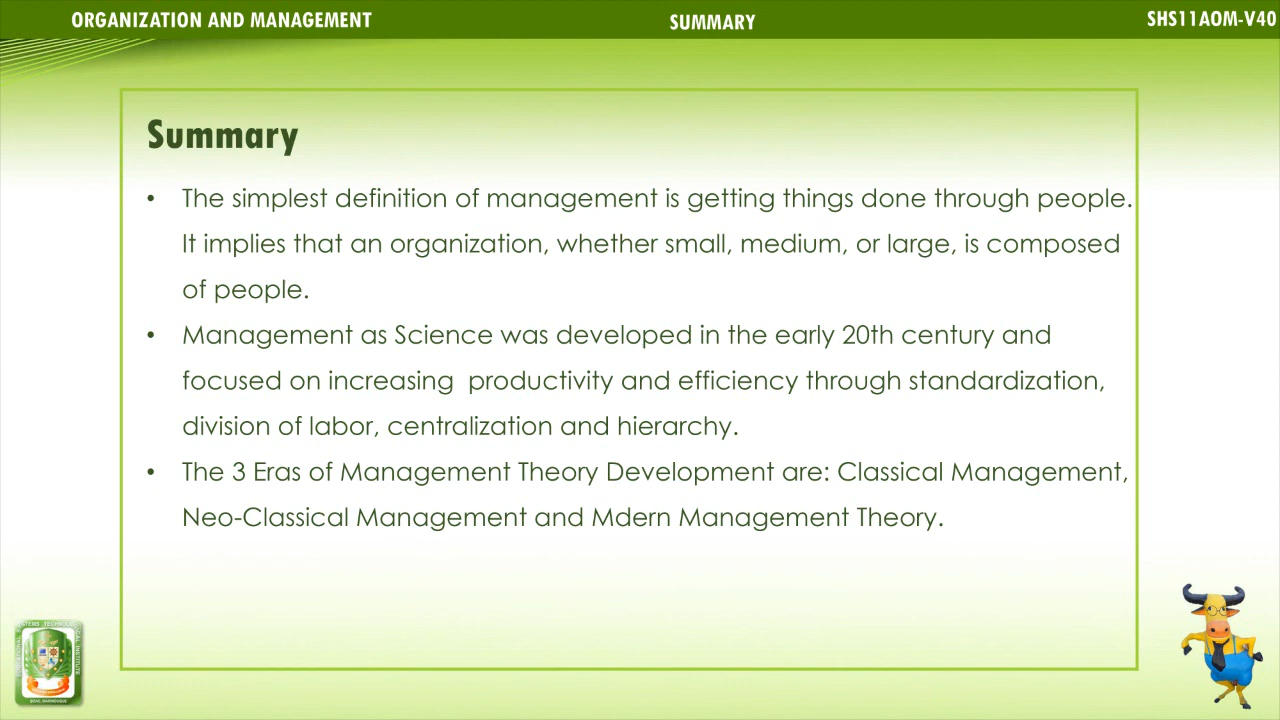 ORGANIZATION AND MANAGEMENT
SUMMARY
SHS11AOM-V40
Summary
• The simplest definition of management is getting things done through people.
It implies that an organization, whether small, medium, or large, is composed
of people.
• Management as Science was developed in the early 20th century and
focused on increasing  productivity and efficiency through standardization,
division of labor, centralization and hierarchy.
• The 3 Eras of Management Theory Development are: Classical Management,
Neo-Classical Management and Mdern Management Theory.